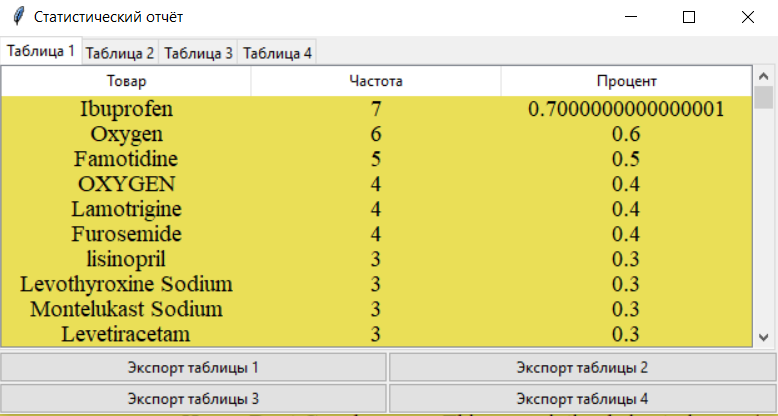 Статистический отчёт
Таблица 1 Таблица 2 Таблица 3 Таблица 4
Товар Частота Процент
Ibuprofen 7 0.7000000000000001
Oxygen 6 0.6
Famotidine 5 0.5
OXYGEN 4 0.4
Lamotrigine 4 0.4
Furosemide 4 0.4
lisinopril 3 0.3
Levothyroxine Sodium 3 0.3
Montelukast Sodium 3 0.3
Levetiracetam 3 0.3
Экспорт таблицы 1 Экспорт таблицы 2
Экспорт таблицы 3 Экспорт таблицы 4